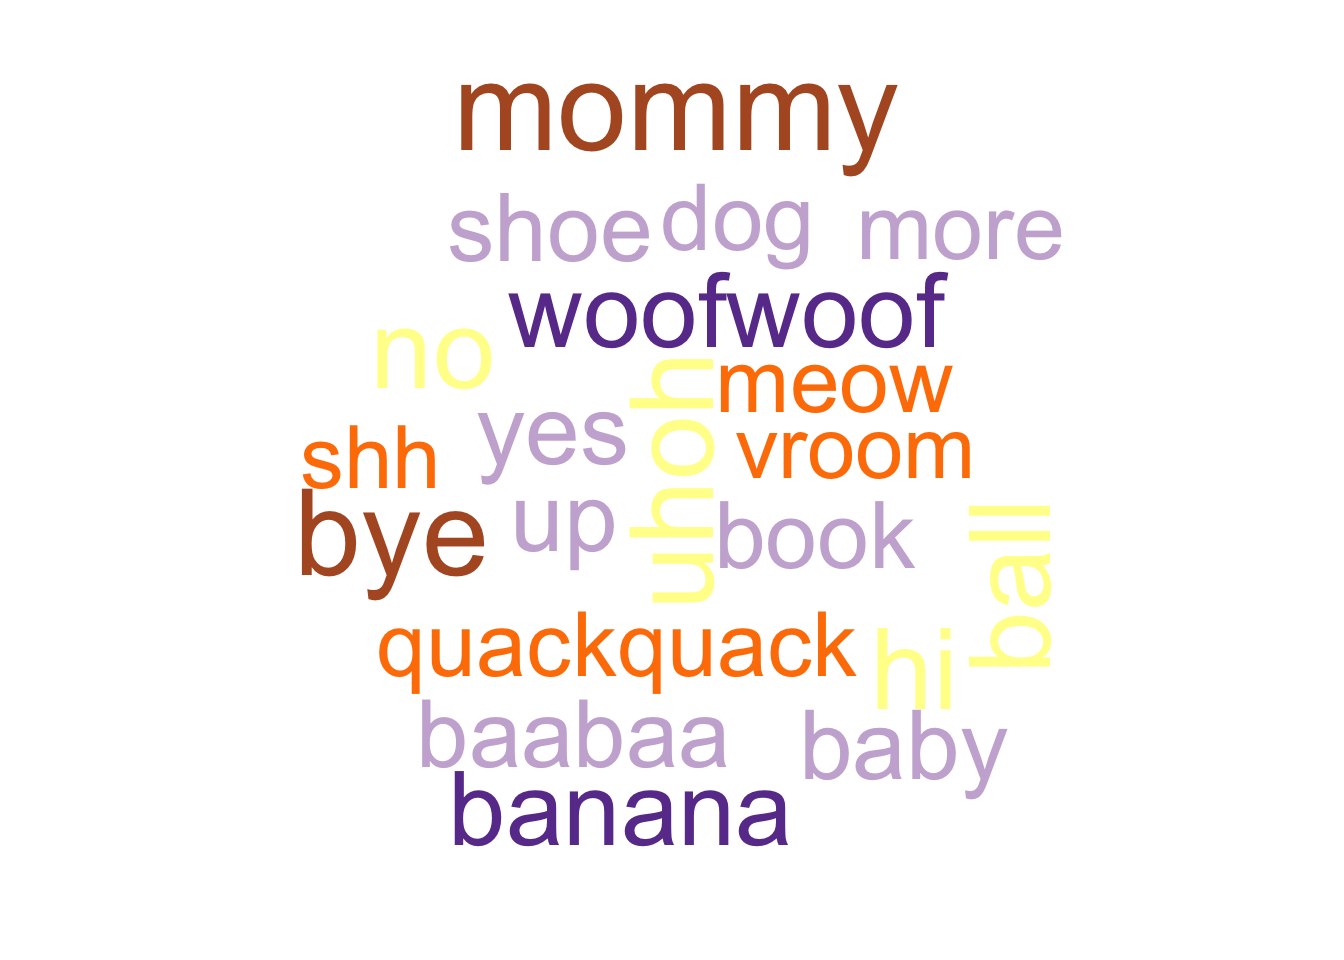 mommy
shoe dog more
woofwoof
no
meow
yes
uhoh
vroom
shh
bye
up
book
ball
quackquack
hi
baabaa
baby
banana